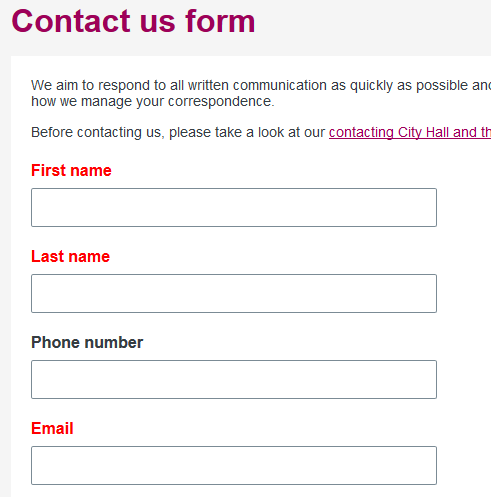 Contact us form
We aim to respond to all written communication as quickly as possible and
how we manage your correspondence.
Before contacting us, please take a look at our contacting City Hall and th
First name
Last name
Phone number
Email